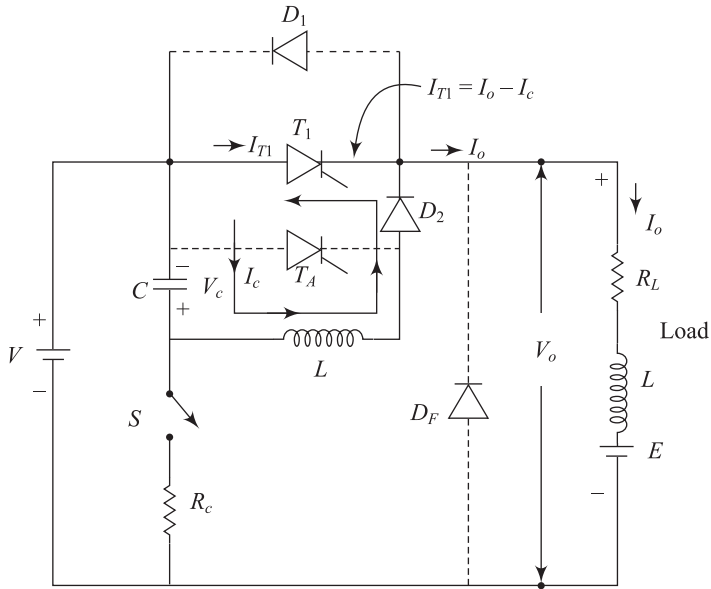 D1
IT1 = Io – Ic
IT1
T1
Io
+
D2
Io
–
C
Vc
Ic
TA
RL
+
+
V
L
Vo
Load
–
S
DF
L
E
–
Rc